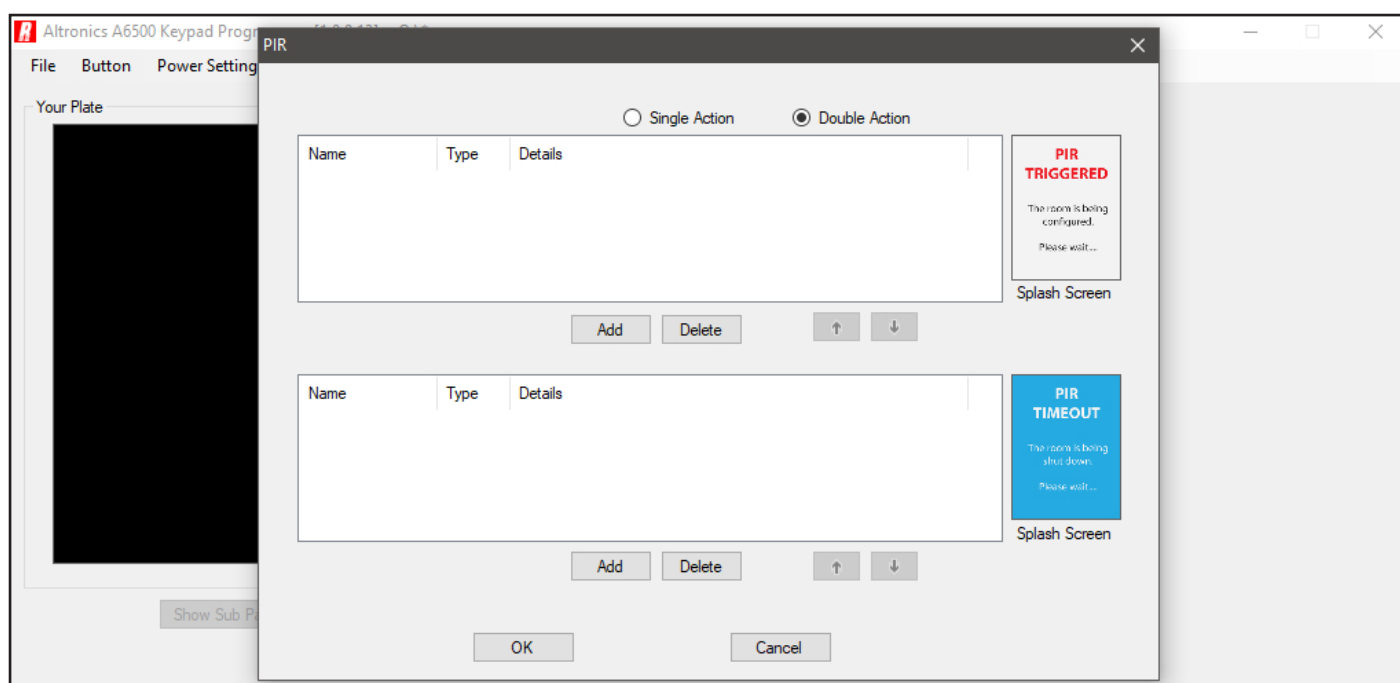 Altronics A6500 Keypad Progr
PIR
File Button Power Setting
Your Plate
Single Action Double Action
Name Type Details
PIR
TRIGGERED
The room is being
configured.
Please wait...
Splash Screen
Add Delete
Name Type Details
PIR
TIMEOUT
The room is being
shut down.
Please wait...
Splash Screen
Add Delete
Show Sub Pa
OK Cancel